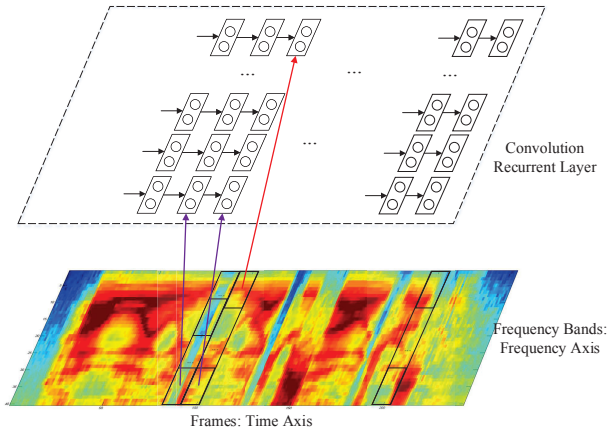 ...
...
...
...
Convolution
Recurrent Layer
Frequency Bands:
Frequency Axis
Frames: Time Axis